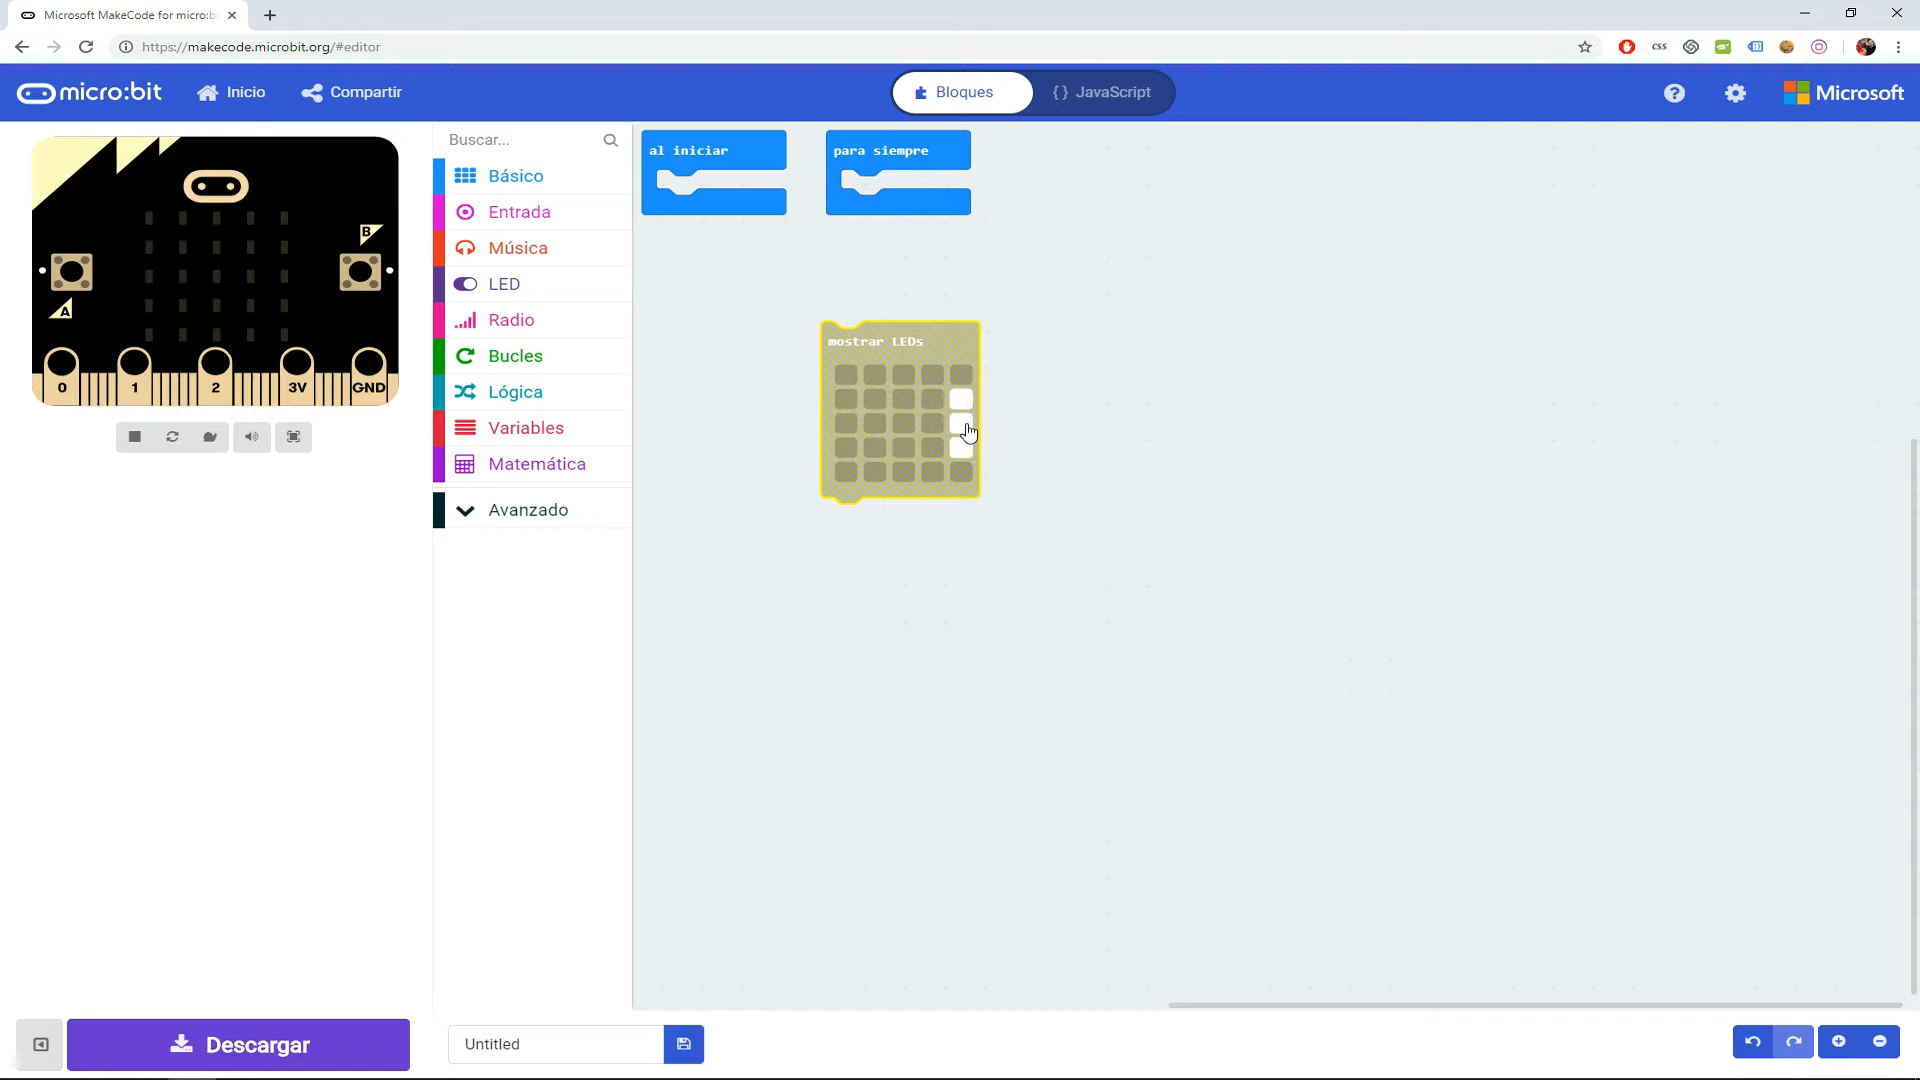 Microsoft MakeCode for micro:b
https://makecode.microbit.org/#editor
css
micro:bit
Inicio
Compartir
Bloques
{} JavaScript
Microsoft
Buscar...
al iniciar
para siempre
Básico
Entrada
Música
LED
Radio
Bucles
Lógica
Variables
Matemática
Avanzado
B
A
0 1 2 3V GND
mostrar LEDs
Descargar
Untitled